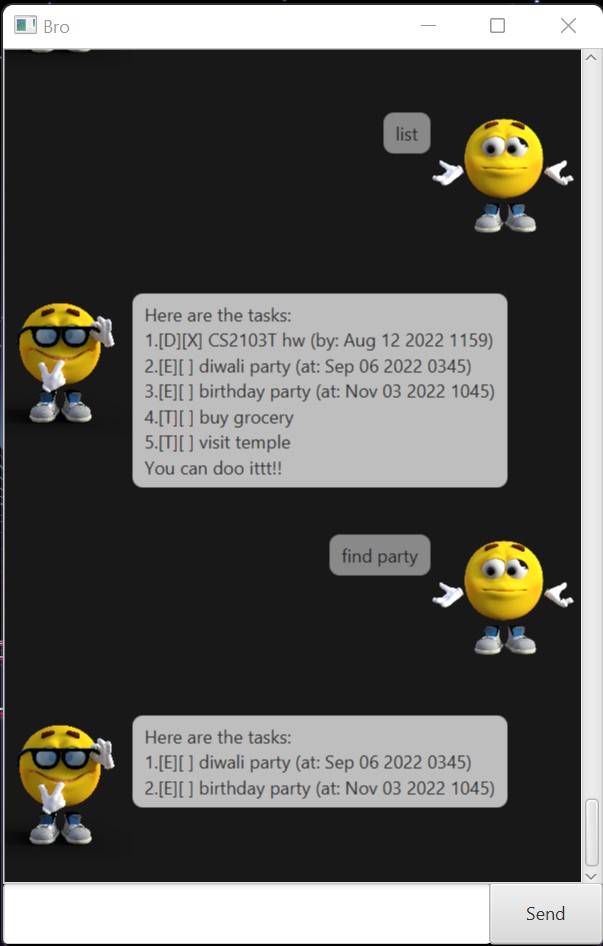 Bro
list
Here are the tasks:
1.[D][X] CS2103T hw (by: Aug 12 2022 1159)
2.[E][ ] diwali party (at: Sep 06 2022 0345)
3.[E][ ] birthday party (at: Nov 03 2022 1045)
4.[T][ ] buy grocery
5.[T][ ] visit temple
You can doo ittt!!
find party
Here are the tasks:
1.[E][ ] diwali party (at: Sep 06 2022 0345)
2.[E][ ] birthday party (at: Nov 03 2022 1045)
Send